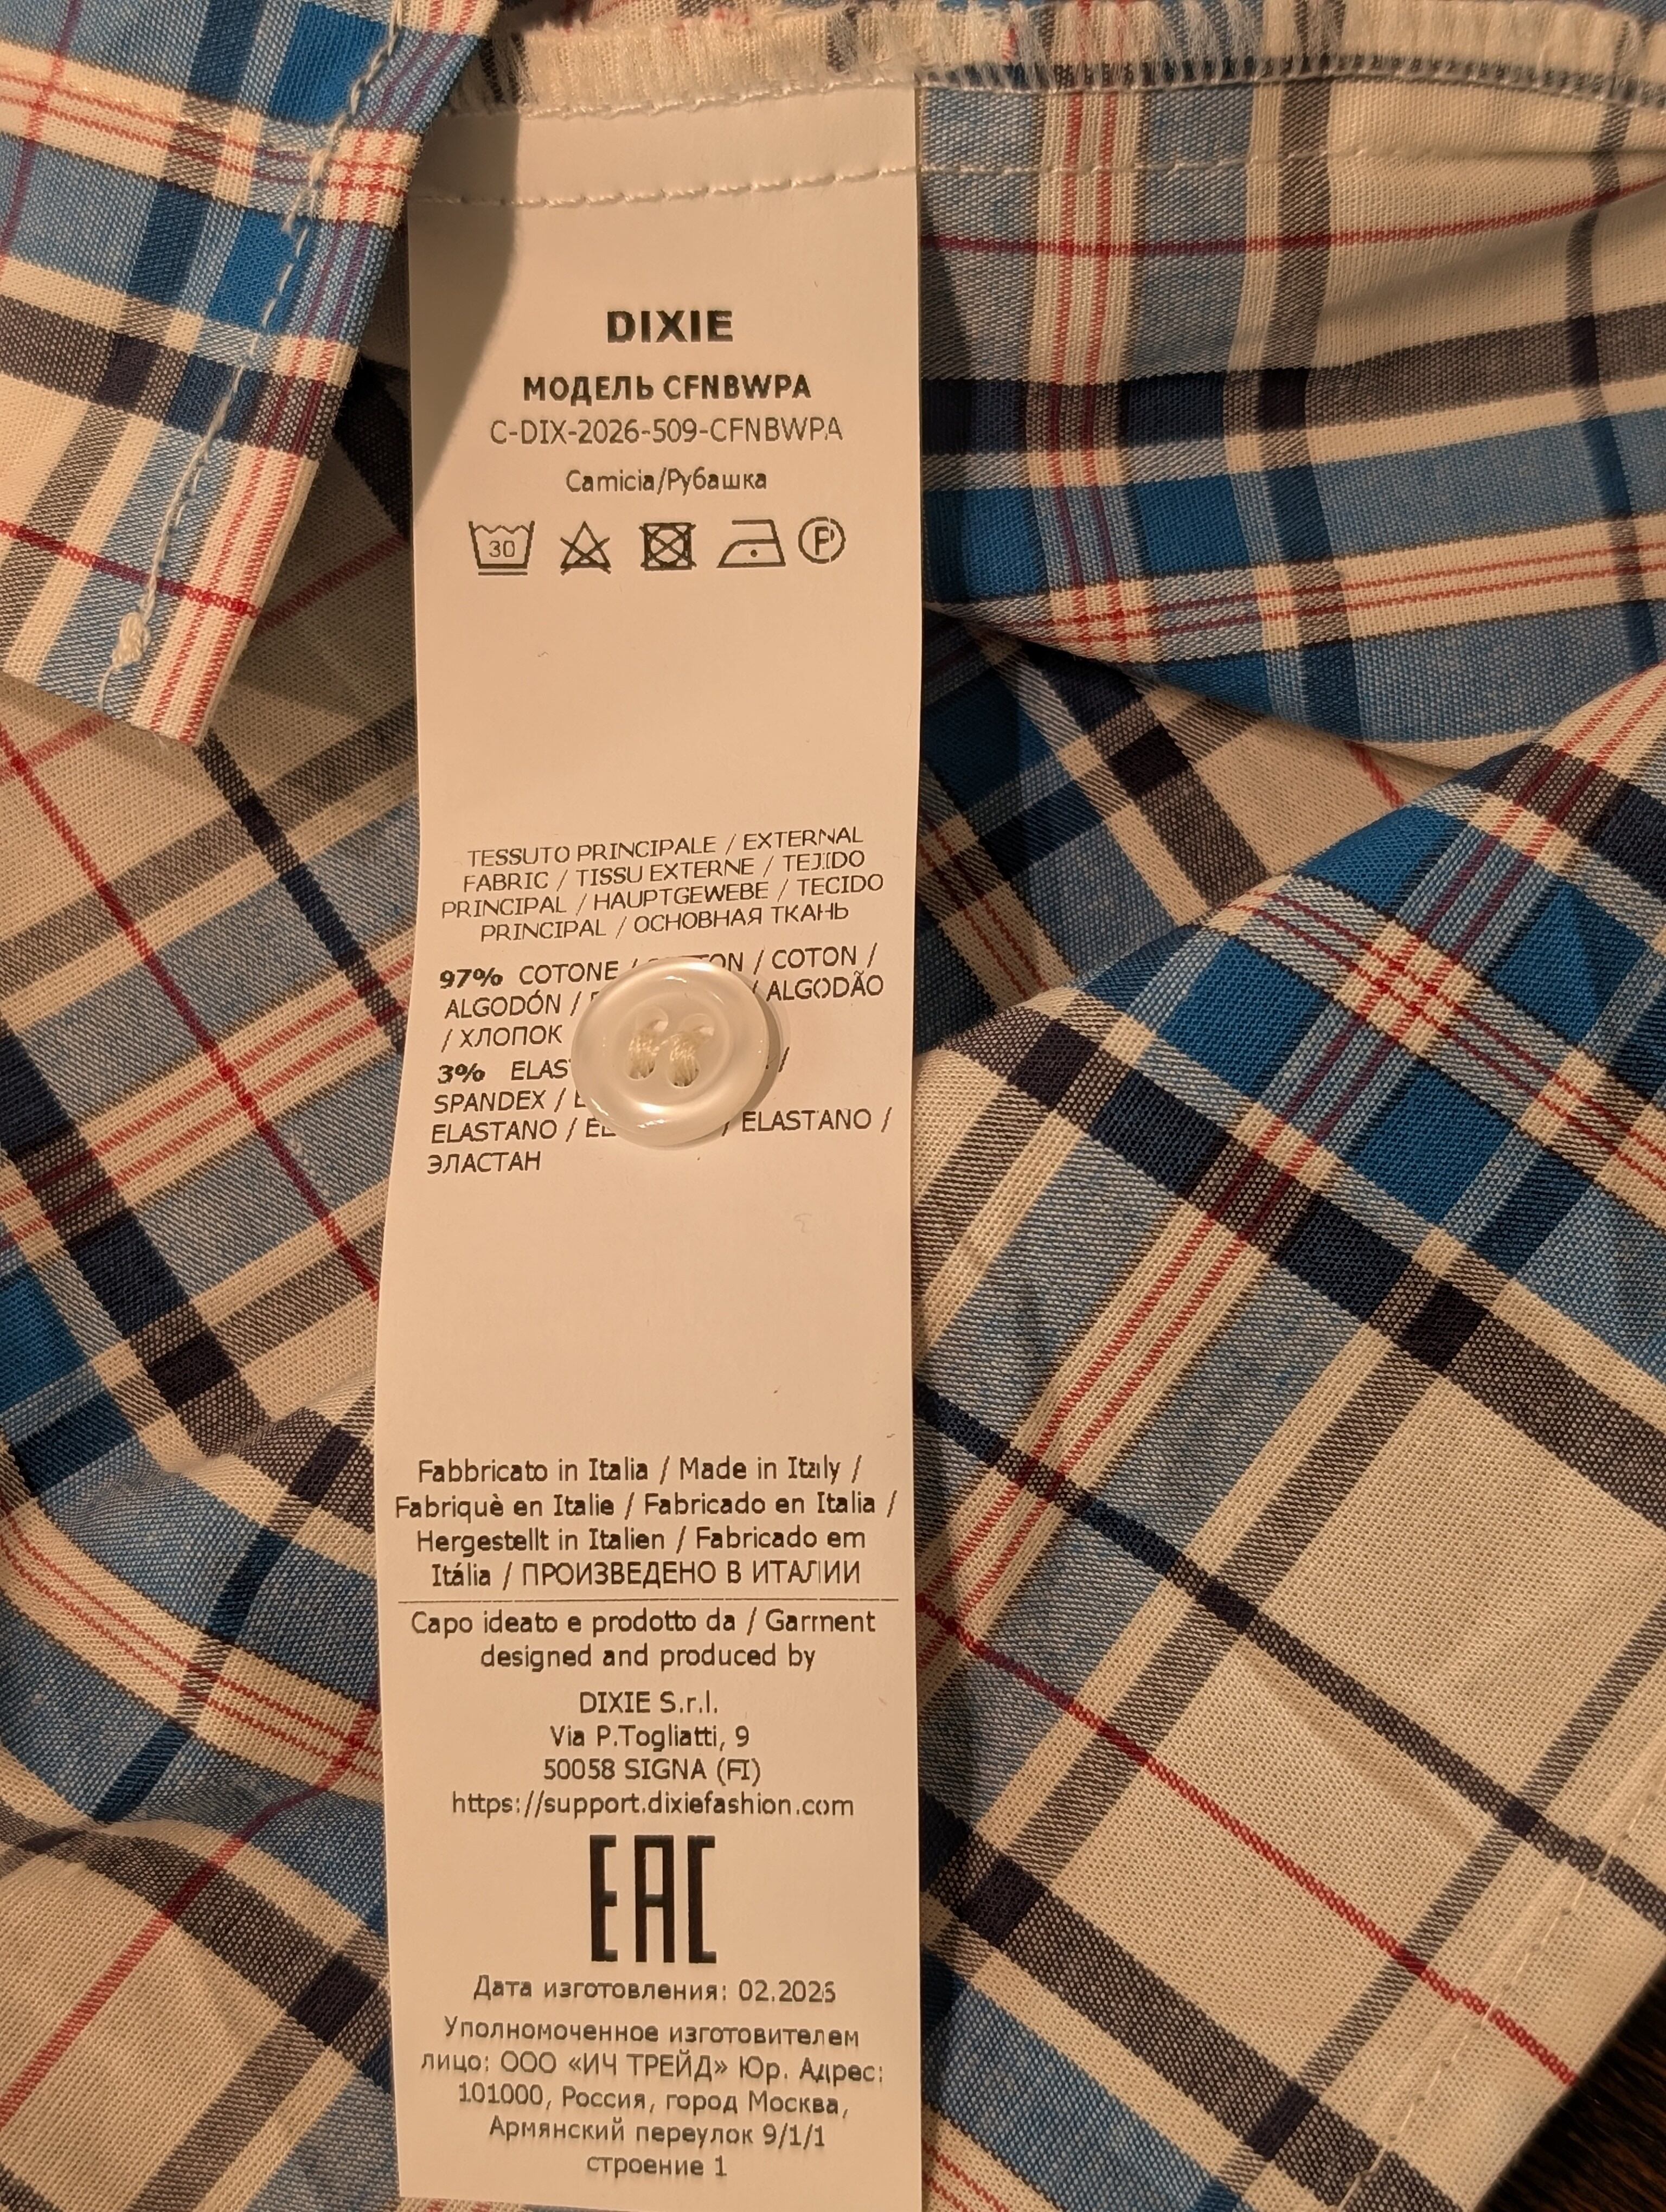 DIXIE
МОДЕЛЬ CFNBWPA
C-DIX-2026-509-CFNBWPA
Camicia/Рубашка
30
F
TESSUTO PRINCIPALE / EXTERNAL
FABRIC / TISSU EXTERNE / TEJIDO
PRINCIPAL / HAUPTGEWEBE / TECIDO
PRINCIPAL / ОСНОВНАЯ ТКАНЬ
97% COTONE / / COTON /
ALGODÓN / / ALGODÃO
/ ХЛОПОК
3% /
SPANDEX /
ELASTANO / / ELASTANO /
ЭЛАСТАН
Fabbricato in Italia / Made in Italy /
Fabriquè en Italie / Fabricado en Italia /
Hergestellt in Italien / Fabricado em
Itália / ПРОИЗВЕДЕНО В ИТАЛИИ
Capo ideato e prodotto da / Garment
designed and produced by
DIXIE S.r.l.
Via P.Togliatti, 9
50058 SIGNA (FI)
https://support.dixiefashion.com
EAC
Дата изготовления: 02.2026
Уполномоченное изготовителем
лицо: ООО «ИЧ ТРЕЙД» Юр. Адрес:
101000, Россия, город Москва,
Армянский переулок 9/1/1
строение 1